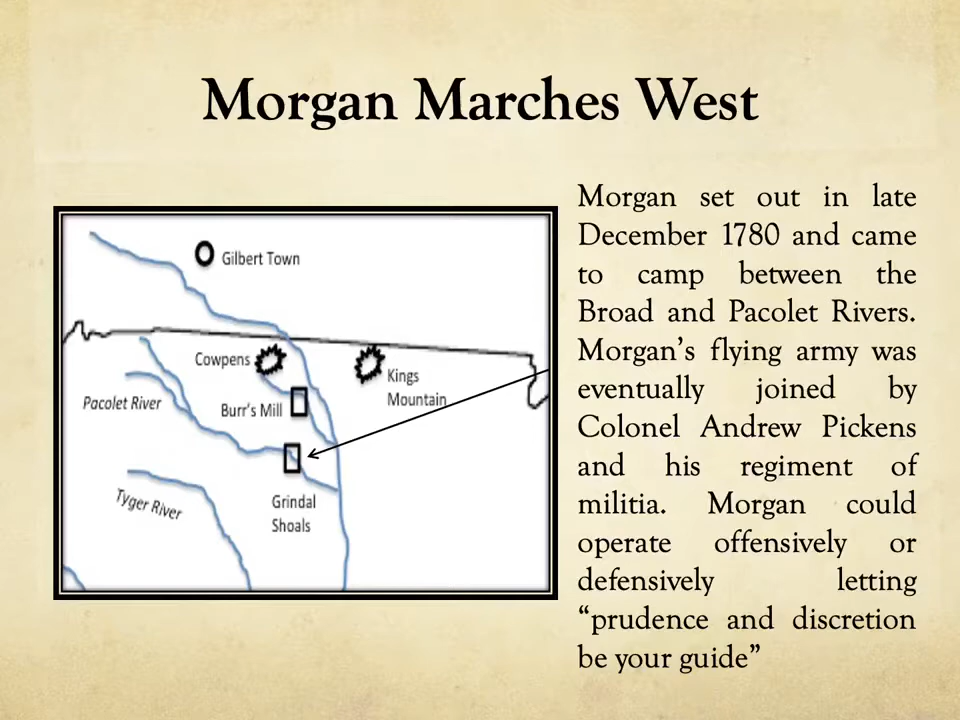 Morgan Marches West
Gilbert Town
Cowpens
Kings
Mountain
Pacolet River
Burr's Mill
Grindal
Shoals
Tyger River
Morgan set out in late
December 1780 and came
to camp between the
Broad and Pacolet Rivers.
Morgan’s flying army was
eventually joined by
Colonel Andrew Pickens
and his regiment of
militia. Morgan could
operate offensively or
defensively letting
“prudence and discretion
be your guide”